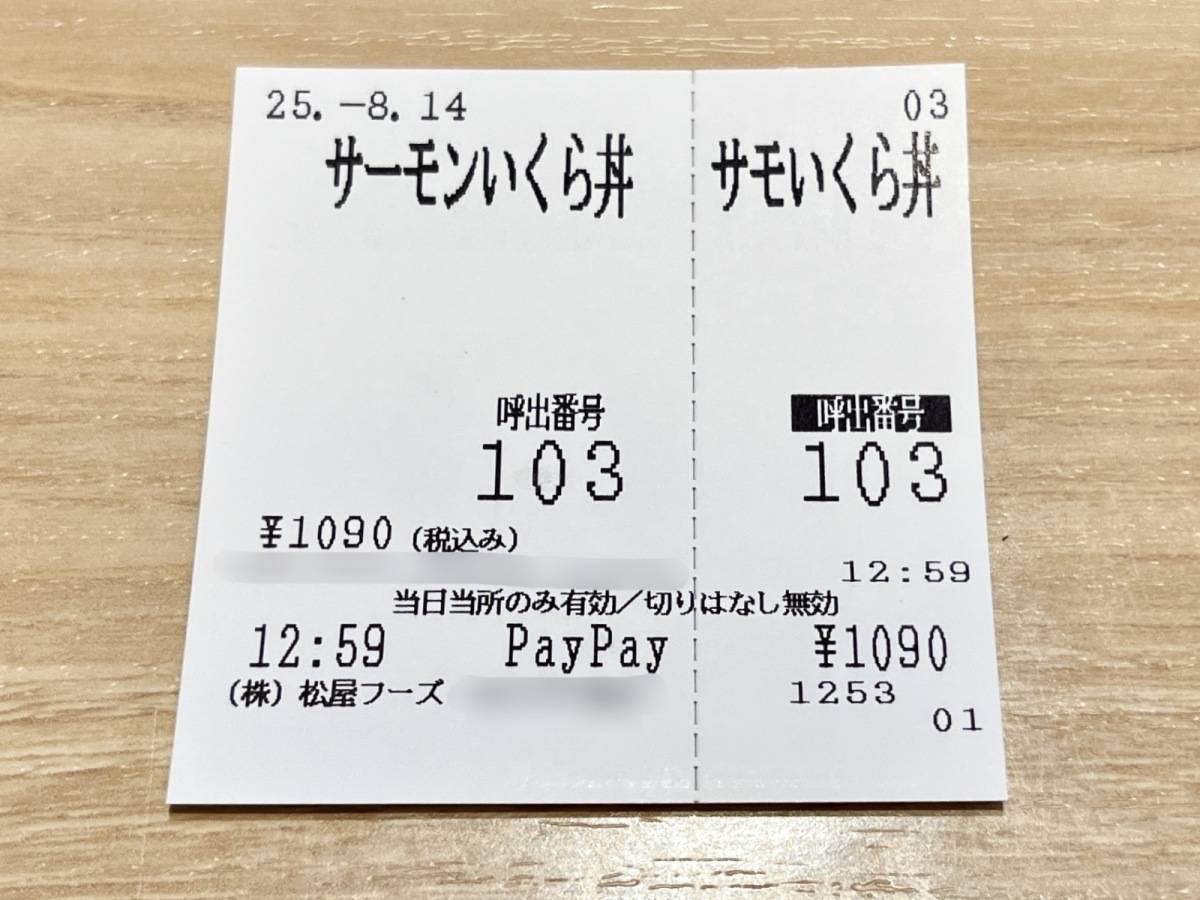 25.-8.14
03
サーモンいくら丼
サモいくら丼
呼出番号
呼出番号
103
103
¥1090(税込み)
12:59
当日当所のみ有効/切りはなし無効
12:59 PayPay ¥1090
(株)松屋フーズ
1253
01